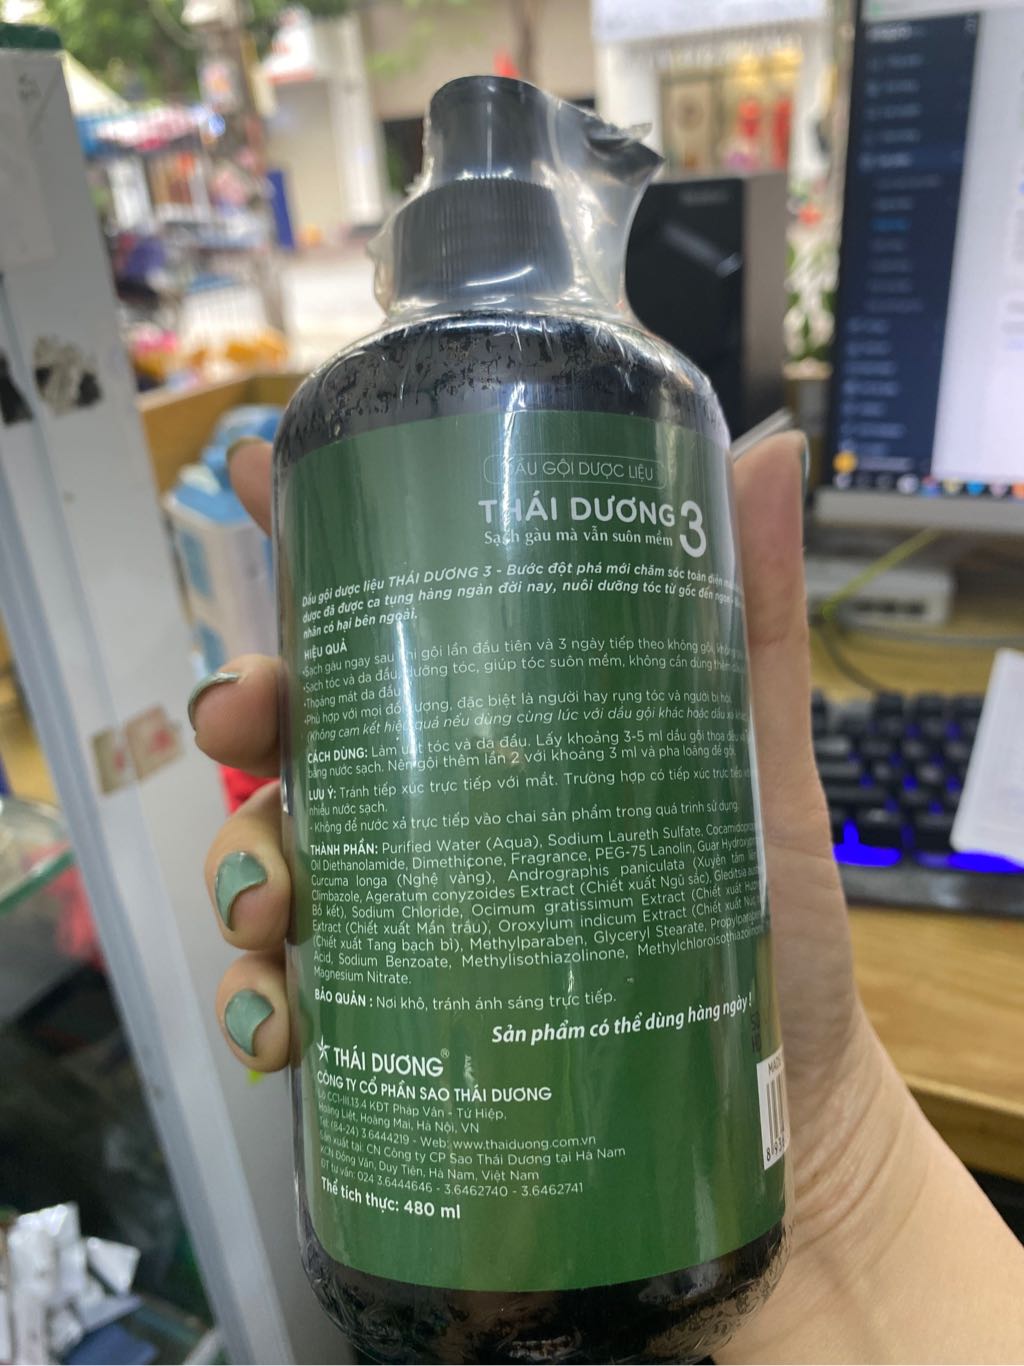 DẦU GỘI DƯỢC LIỆU
THÁI DƯƠNG 3
Sạch gàu mà vẫn suôn mềm
Dầu gội dược liệu THÁI DƯƠNG 3 - Bước đột phá mới chăm sóc toàn diện
dược đã được ca tụng hàng ngàn đời nay, nuôi dưỡng tóc từ gốc đến ngọn
nhân có hại bên ngoài.
HIỆU QUẢ
-Sạch gàu ngay sau khi gội lần đầu tiên và 3 ngày tiếp theo không gội,
-Sạch tóc và da đầu, dưỡng tóc, giúp tóc suôn mềm, không cần dùng thêm
-Thoáng mát da đầu
-Phù hợp với mọi đối tượng, đặc biệt là người hay rụng tóc và người bị hói.
(Không cam kết hiệu quả nếu dùng cùng lúc với dầu gội khác hoặc dầu xả
CÁCH DÙNG: Làm ướt tóc và da đầu. Lấy khoảng 3-5 ml dầu gội thoa đều
bằng nước sạch. Nên gội thêm lần 2 với khoảng 3 ml và pha loãng để gội.
LƯU Ý: Tránh tiếp xúc trực tiếp với mắt. Trường hợp có tiếp xúc trực tiếp
nhiều nước sạch.
- Không để nước xả trực tiếp vào chai sản phẩm trong quá trình sử dụng.
THÀNH PHẦN: Purified Water (Aqua), Sodium Laureth Sulfate,
Oil Diethanolamide, Dimethicone, Fragrance, PEG-75 Lanolin, Guar
Curcuma longa (Nghệ vàng), Andrographis paniculata (Xuyên tâm
Climbazole, Ageratum conyzoides Extract (Chiết xuất Ngũ sắc), Gleditsia
Bồ kết), Sodium Chloride, Ocimum gratissimum Extract (Chiết xuất
Extract (Chiết xuất Mần trầu), Oroxylum indicum Extract (Chiết xuất
(Chiết xuất Tang bạch bì), Methylparaben, Glyceryl Stearate,
Acid, Sodium Benzoate, Methylisothiazolinone, Methylchloroisothiazolinone,
Magnesium Nitrate.
BẢO QUẢN : Nơi khô, tránh ánh sáng trực tiếp.
Sản phẩm có thể dùng hàng ngày !
THÁI DƯƠNG®
CÔNG TY CỔ PHẦN SAO THÁI DƯƠNG
Lô CC1-III.13.4 KĐT Pháp Vân - Tứ Hiệp,
Hoàng Liệt, Hoàng Mai, Hà Nội, VN
Tel: (84-24) 3.6444219 - Web: www.thaiduong.com.vn
Sản xuất tại: CN Công ty CP Sao Thái Dương tại Hà Nam
KCN Đồng Văn, Duy Tiên, Hà Nam, Việt Nam
ĐT tư vấn: 024 3.6444646 - 3.6462740 - 3.6462741
Thể tích thực: 480 ml